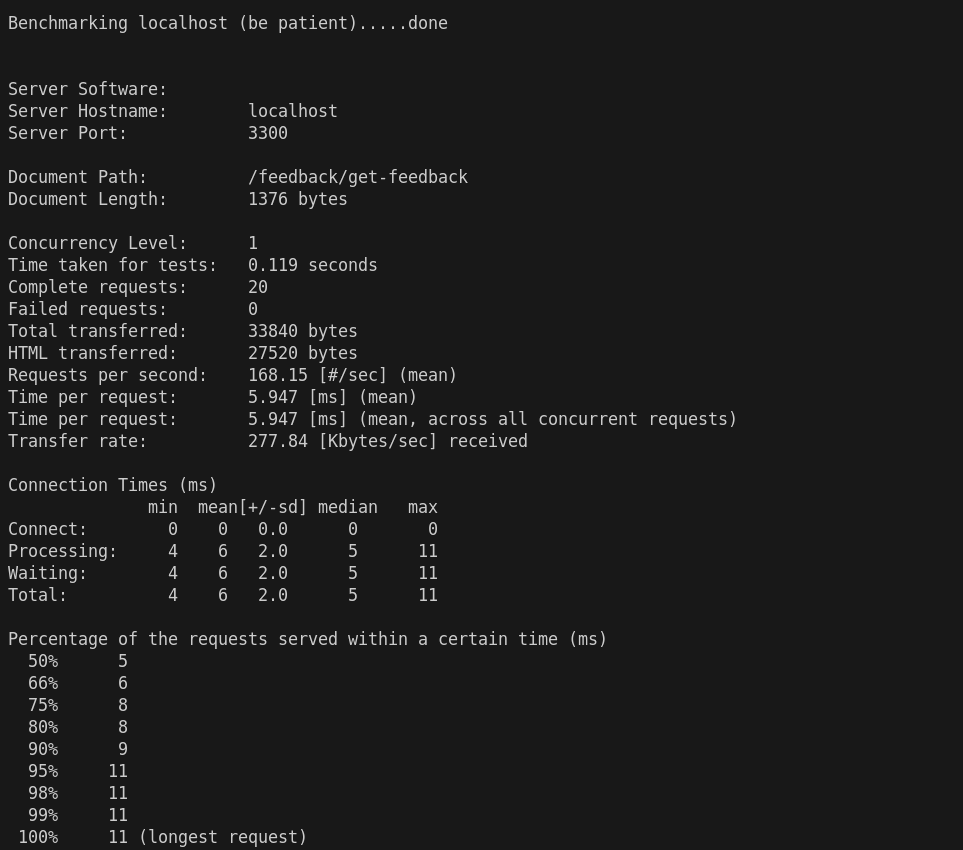 Benchmarking localhost (be patient).....done
Server Software:
Server Hostname:        localhost
Server Port:            3300
Document Path:          /feedback/get-feedback
Document Length:        1376 bytes
Concurrency Level:      1
Time taken for tests:   0.119 seconds
Complete requests:      20
Failed requests:        0
Total transferred:      33840 bytes
HTML transferred:       27520 bytes
Requests per second:    168.15 [#/sec] (mean)
Time per request:       5.947 [ms] (mean)
Time per request:       5.947 [ms] (mean, across all concurrent requests)
Transfer rate:          277.84 [Kbytes/sec] received
Connection Times (ms)
              min  mean[+/-sd] median   max
Connect:        0    0   0.0      0       0
Processing:     4    6   2.0      5      11
Waiting:        4    6   2.0      5      11
Total:          4    6   2.0      5      11
Percentage of the requests served within a certain time (ms)
  50%      5
  66%      6
  75%      8
  80%      8
  90%      9
  95%     11
  98%     11
  99%     11
 100%     11 (longest request)